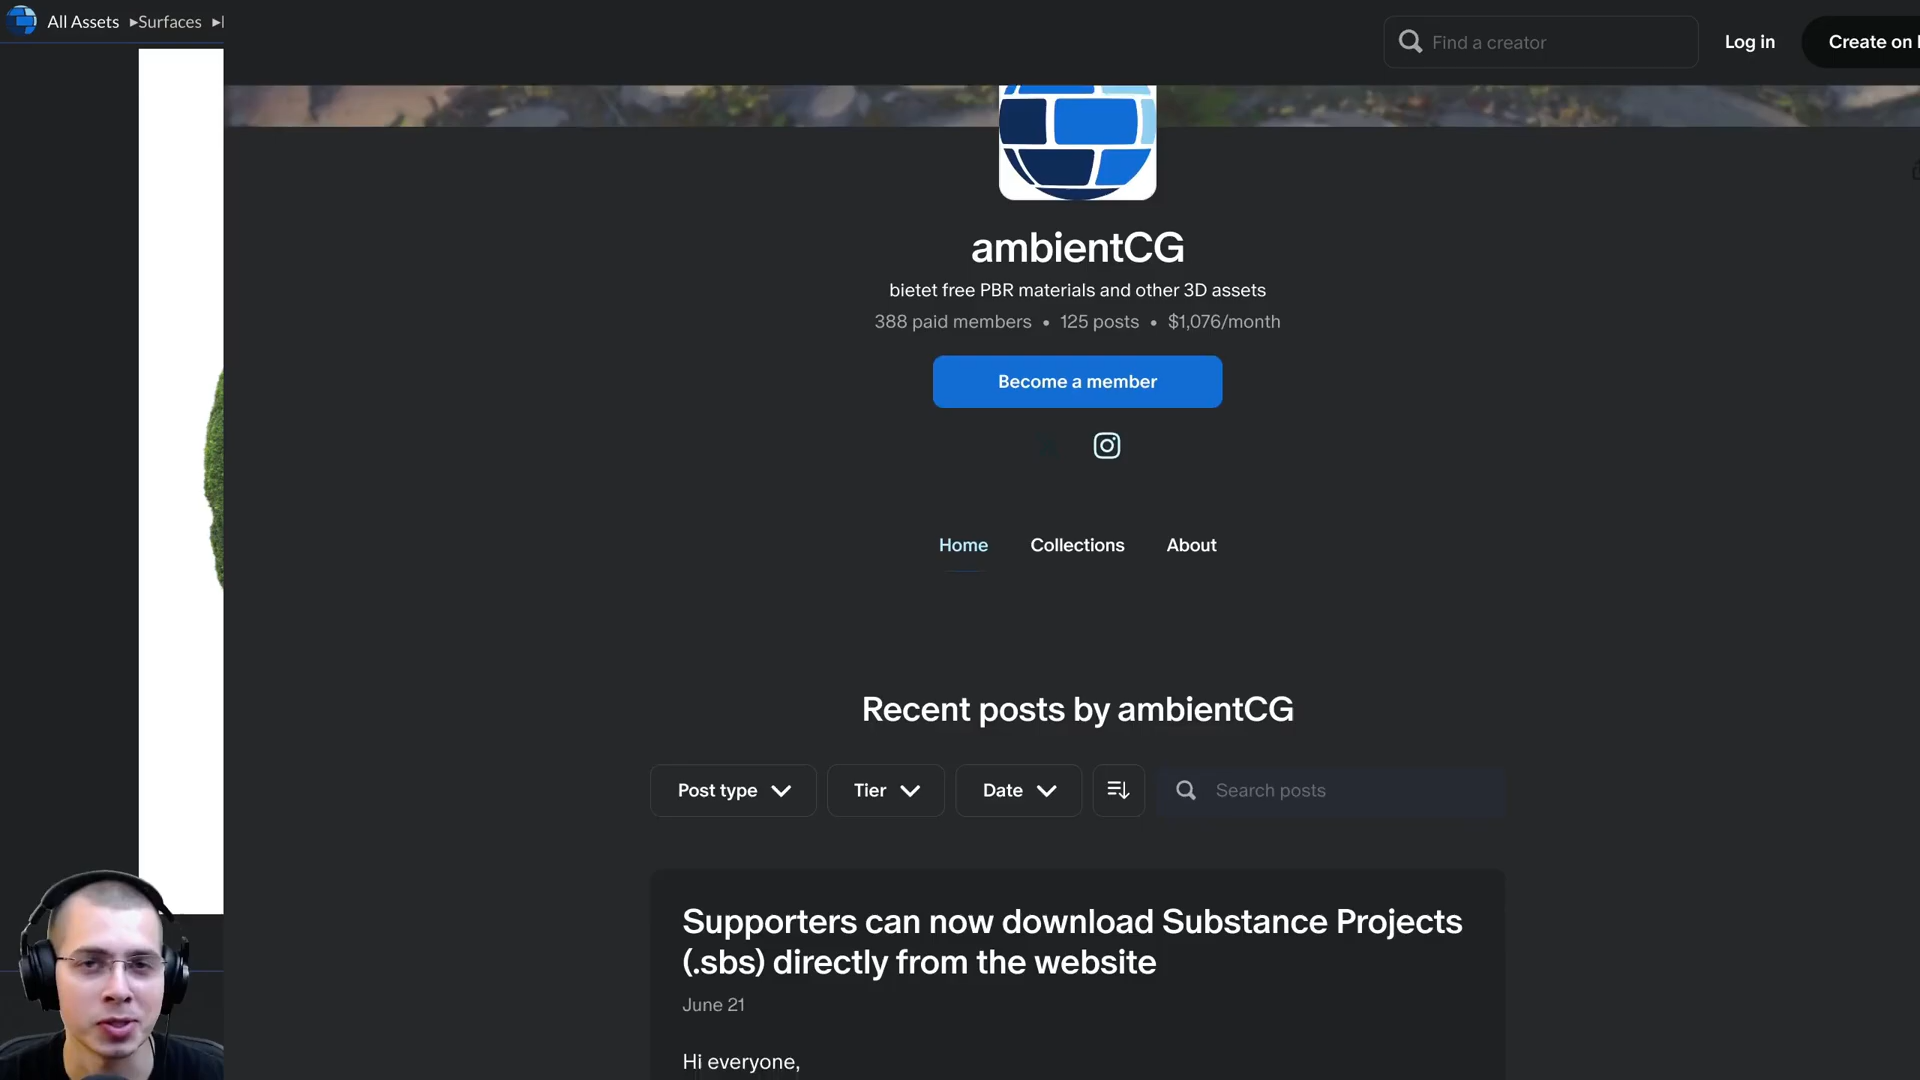 All Assets ▸Surfaces ▸
Find a creator
Log in
Create on
ambientCG
bietet free PBR materials and other 3D assets
388 paid members • 125 posts • $1,076/month
Become a member
Home Collections About
Recent posts by ambientCG
Post type Tier Date Search posts
Supporters can now download Substance Projects
(.sbs) directly from the website
June 21
Hi everyone,